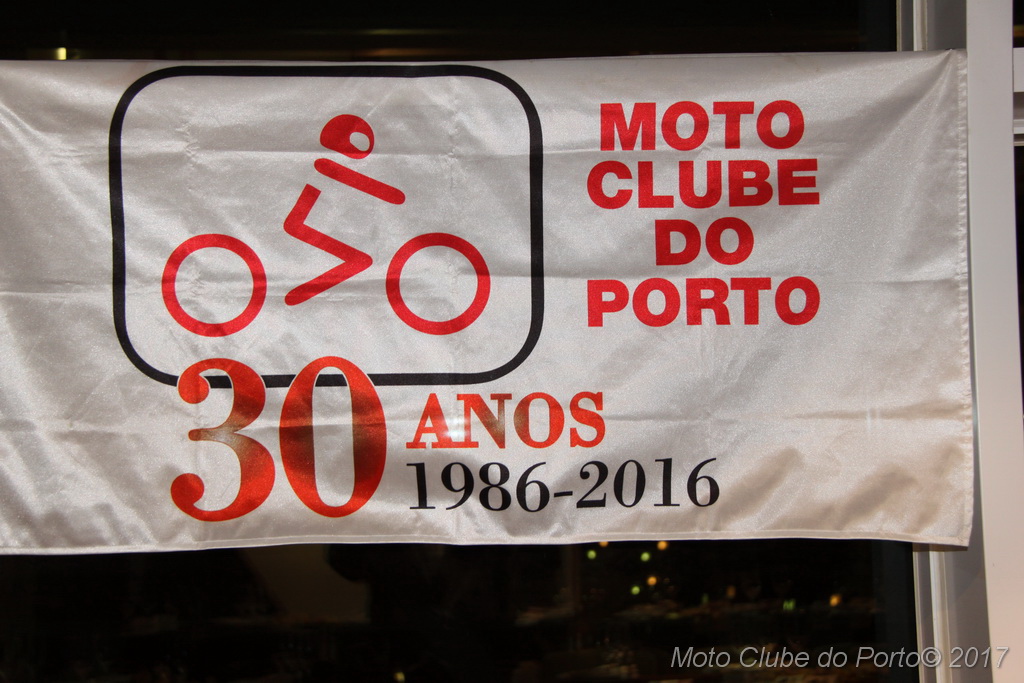 MOTO
CLUBE
DO
PORTO
30 ANOS
1986-2016
Moto Clube do Porto© 2017